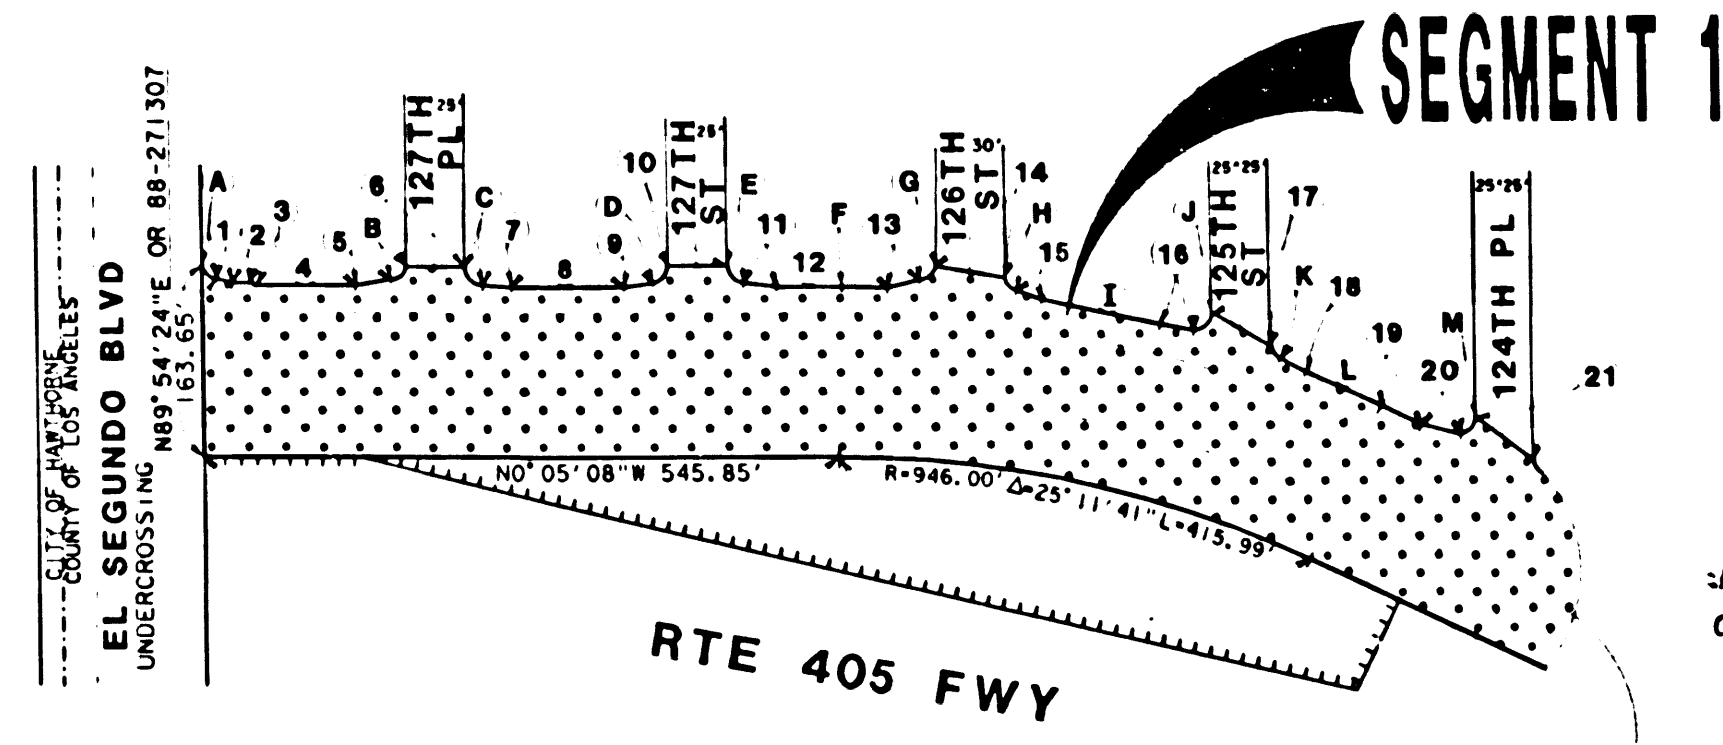 SEGMENT 1
CITY OF HAWTHORNE
COUNTY OF LOS ANGELES
EL SEGUNDO BLVD
UNDERCROSSING
N89°54'24"E OR 88-271307
163.65'
A
1
2
3
4
5
6
B
127TH
PL
25'
C
7
8
D
9
10
127TH
ST
25'
E
11
12
F
13
G
126TH
ST
30'
14
H
15
I
16
J
125TH
ST
25'25'
17
K
18
L
19
20
M
124TH PL
25'25'
21
N0°05'08"W 545.85'
R=946.00' Δ=25°11'41" L=415.99'
RTE 405 FWY